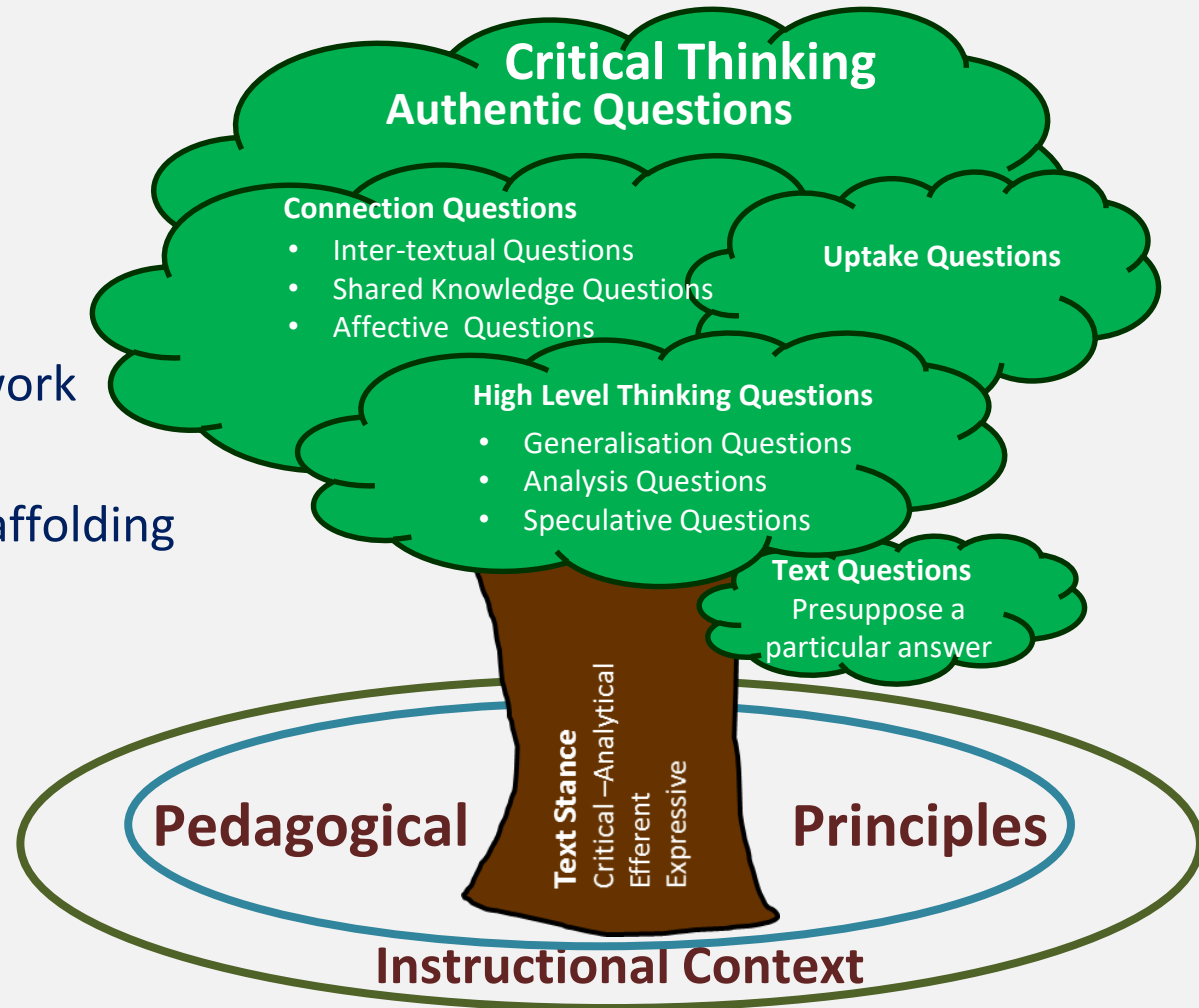 Critical Thinking
Authentic Questions
Connection Questions
• Inter-textual Questions
• Shared Knowledge Questions
• Affective Questions
Uptake Questions
High Level Thinking Questions
• Generalisation Questions
• Analysis Questions
• Speculative Questions
Text Questions
Presuppose a
particular answer
work
affolding
Text Stance
Critical –Analytical
Efferent
Expressive
Pedagogical Principles
Instructional Context